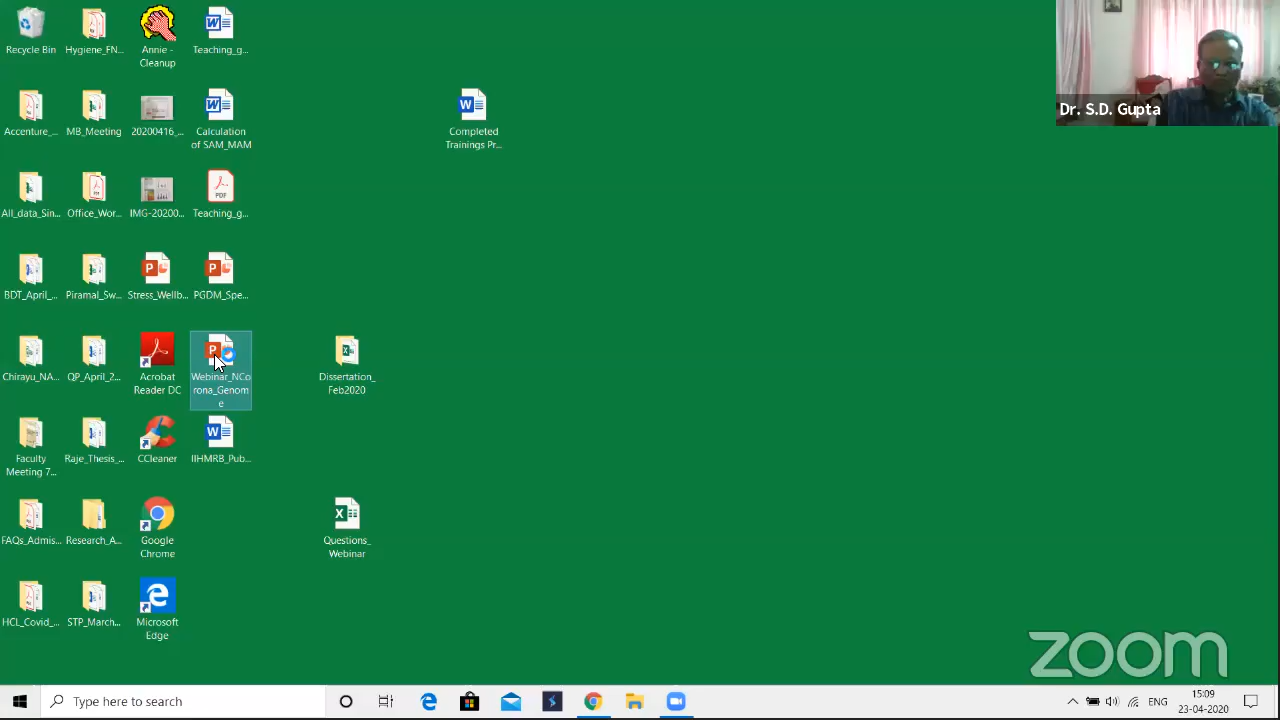 Recycle Bin
Hygiene_FN...
Annie -
Cleanup
Teaching_g...
Dr. S.D. Gupta
Accenture_...
MB_Meeting
20200416_...
Calculation
of SAM_MAM
Completed
Trainings Pr...
All_data_Sin...
Office_Wor...
IMG-20200...
PDF
Teaching_g...
BDT_April_...
Piramal_Sw...
Stress_Wellb...
PGDM_Spe...
Chirayu_NA...
QP_April_2...
Acrobat
Reader DC
Webinar_NCo
rona_Genom
e
Dissertation_
Feb2020
Faculty
Meeting 7...
Raje_Thesis_...
CCleaner
IIHMRB_Pub...
FAQs_Admis...
Research_A...
Google
Chrome
Questions_
Webinar
HCL_Covid_...
STP_March...
Microsoft
Edge
zoom
Type here to search
ENG
15:09
23-04-2020